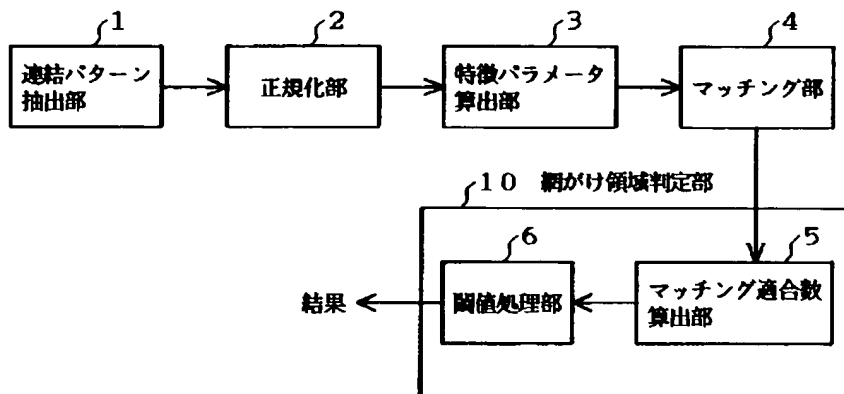 1
連結パターン
抽出部
2
正規化部
3
特徴パラメータ
算出部
4
マッチング部
10 網がけ領域判定部
5
マッチング適合数
算出部
6
閾値処理部
結果